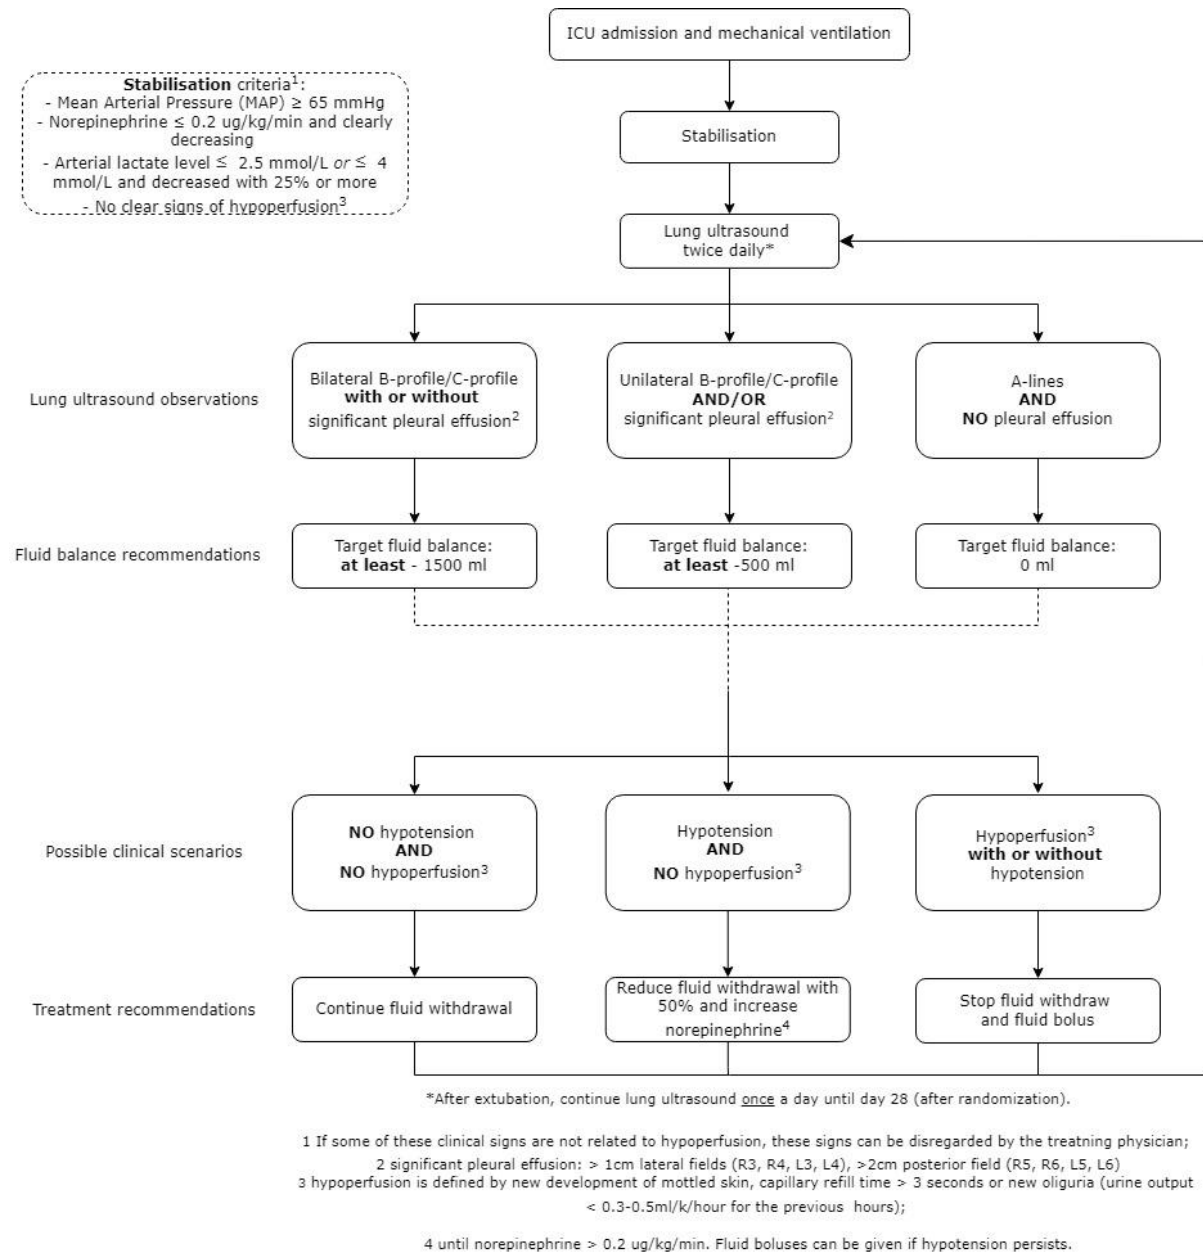 ICU admission and mechanical ventilation
Stabilisation criteria1:
- Mean Arterial Pressure (MAP) ≥ 65 mmHg
- Norepinephrine ≤ 0.2 ug/kg/min and clearly
decreasing
- Arterial lactate level ≤ 2.5 mmol/L or ≤ 4
mmol/L and decreased with 25% or more
- No clear signs of hypoperfusion3
Stabilisation
Lung ultrasound
twice daily*
Lung ultrasound observations
Bilateral B-profile/C-profile
with or without
significant pleural effusion2
Unilateral B-profile/C-profile
AND/OR
significant pleural effusion2
A-lines
AND
NO pleural effusion
Fluid balance recommendations
Target fluid balance:
at least - 1500 ml
Target fluid balance:
at least -500 ml
Target fluid balance:
0 ml
Possible clinical scenarios
NO hypotension
AND
NO hypoperfusion3
Hypotension
AND
NO hypoperfusion3
Hypoperfusion3
with or without
hypotension
Treatment recommendations
Continue fluid withdrawal
Reduce fluid withdrawal with
50% and increase
norepinephrine4
Stop fluid withdraw
and fluid bolus
*After extubation, continue lung ultrasound once a day until day 28 (after randomization).
1 If some of these clinical signs are not related to hypoperfusion, these signs can be disregarded by the treatning physician;
2 significant pleural effusion: > 1cm lateral fields (R3, R4, L3, L4), >2cm posterior field (R5, R6, L5, L6)
3 hypoperfusion is defined by new development of mottled skin, capillary refill time > 3 seconds or new oliguria (urine output
< 0.3-0.5ml/k/hour for the previous hours);
4 until norepinephrine > 0.2 ug/kg/min. Fluid boluses can be given if hypotension persists.